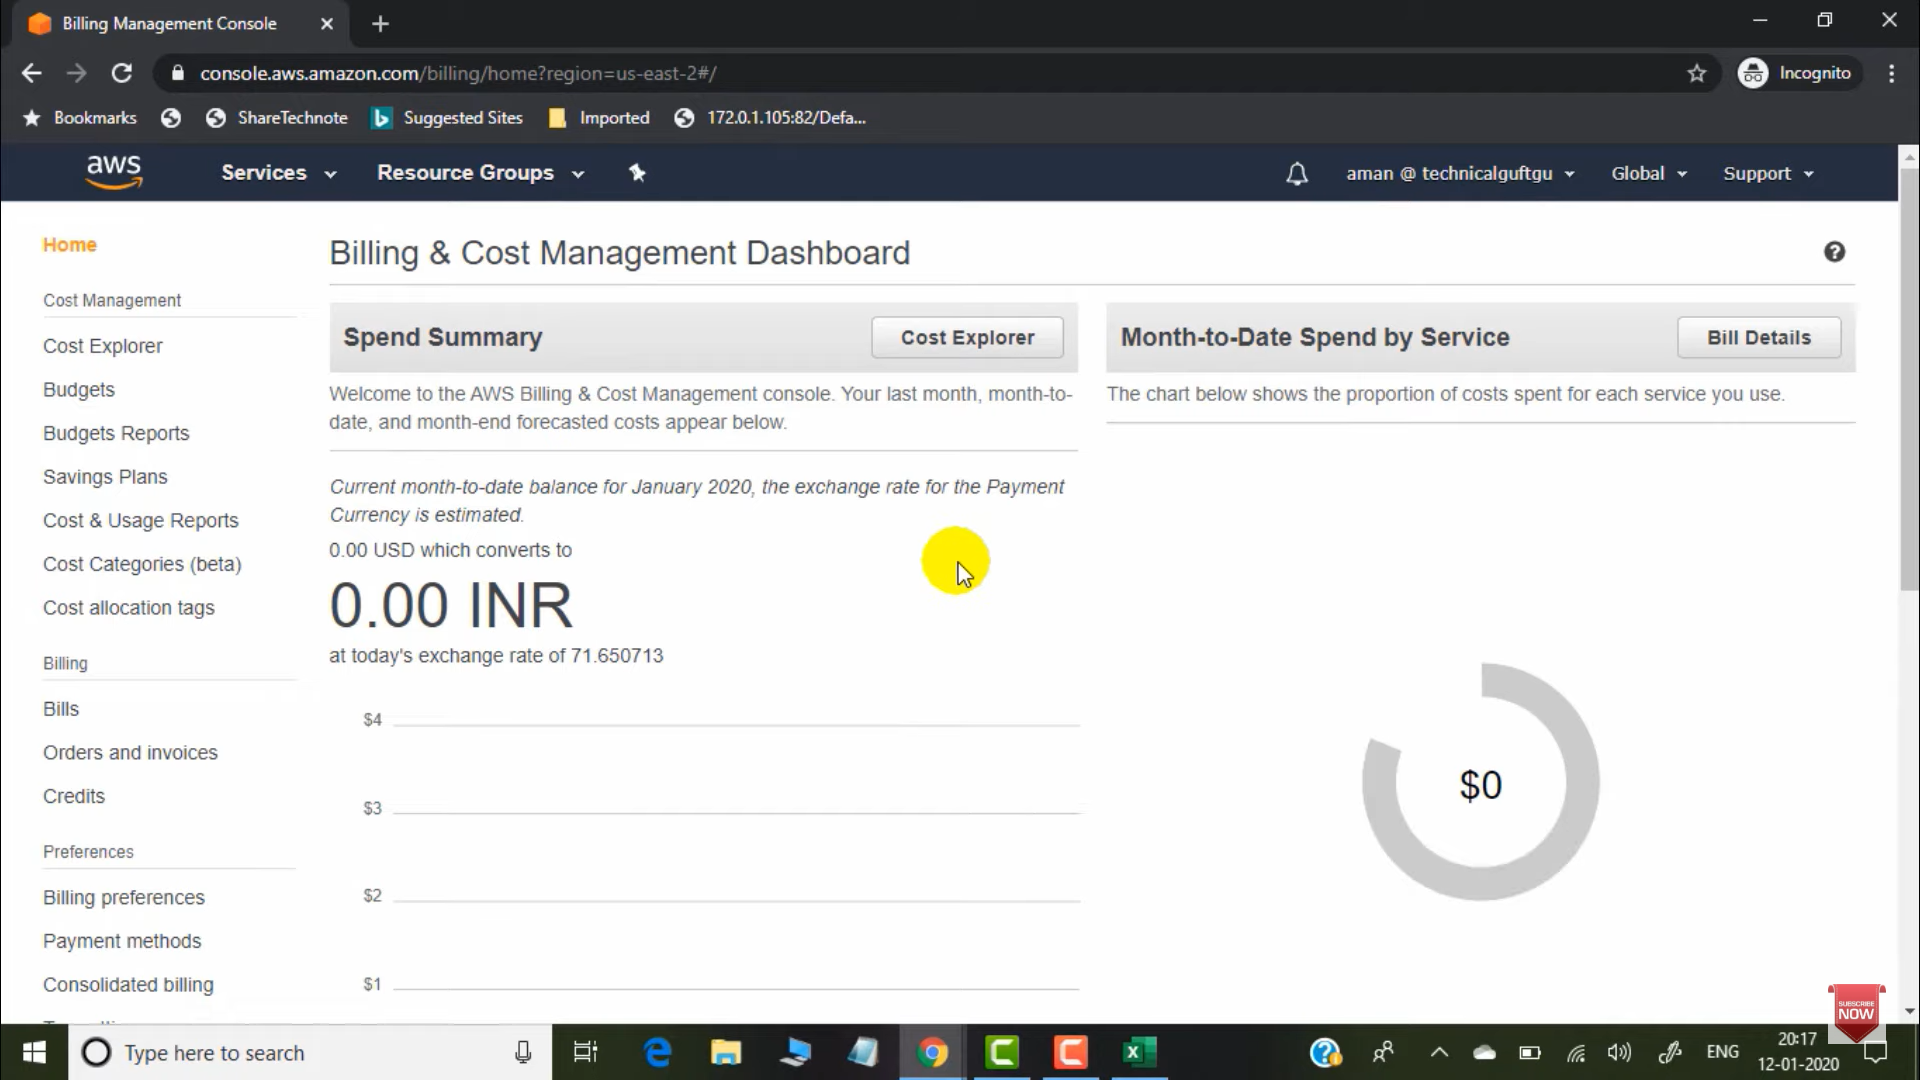 Billing Management Console
console.aws.amazon.com/billing/home?region=us-east-2#/
Incognito
Bookmarks
ShareTechnote
Suggested Sites
Imported
172.0.1.105:82/Defa...
aws
Services
Resource Groups
aman @ technicalguftgu
Global
Support
Home
Cost Management
Cost Explorer
Budgets
Budgets Reports
Savings Plans
Cost & Usage Reports
Cost Categories (beta)
Cost allocation tags
Billing
Bills
Orders and invoices
Credits
Preferences
Billing preferences
Payment methods
Consolidated billing
Billing & Cost Management Dashboard
Spend Summary
Cost Explorer
Welcome to the AWS Billing & Cost Management console. Your last month, month-to-
date, and month-end forecasted costs appear below.
Current month-to-date balance for January 2020, the exchange rate for the Payment
Currency is estimated.
0.00 USD which converts to
0.00 INR
at today's exchange rate of 71.650713
$4
$3
$2
$1
Month-to-Date Spend by Service
Bill Details
The chart below shows the proportion of costs spent for each service you use.
$0
SUBSCRIBE
NOW
Type here to search
ENG
20:17
12-01-2020